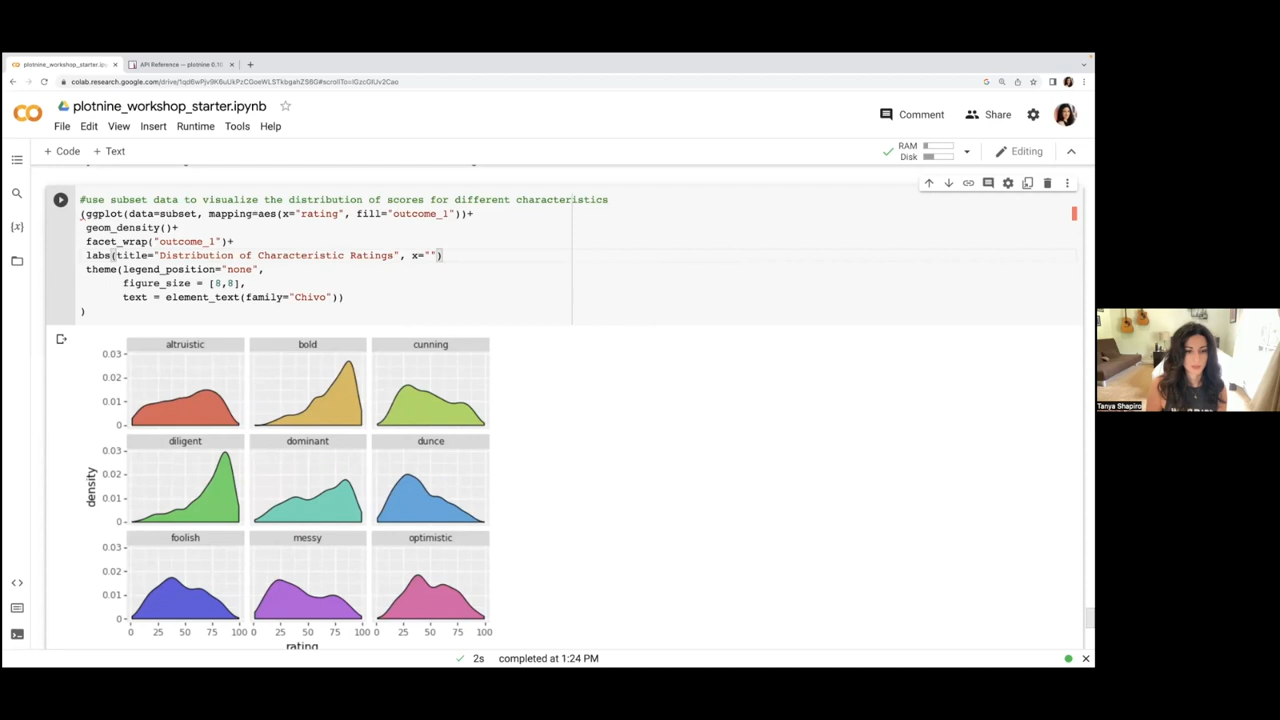 plotnine_workshop_starter.ipy
API Reference — plotnine 0.10
colab.research.google.com/drive/
plotnine_workshop_starter.ipynb
Comment
Share
File Edit View Insert Runtime Tools Help
+ Code + Text
RAM
Disk
Editing
#use subset data to visualize the distribution of scores for different characteristics
(ggplot(data=subset, mapping=aes(x="rating", fill="outcome_1"))+
geom_density()+
facet_wrap("outcome_1")+
labs(title="Distribution of Characteristic Ratings", x="")
theme(legend_position="none",
figure_size = [8,8],
text = element_text(family="Chivo"))
)
altruistic bold cunning
0.03
0.02
0.01
0
diligent dominant dunce
0.03
0.02
0.01
0
density
foolish messy optimistic
0.03
0.02
0.01
0
0 25 50 75 100 0 25 50 75 100 0 25 50 75 100
rating
2s completed at 1:24 PM
Tanya Shapiro